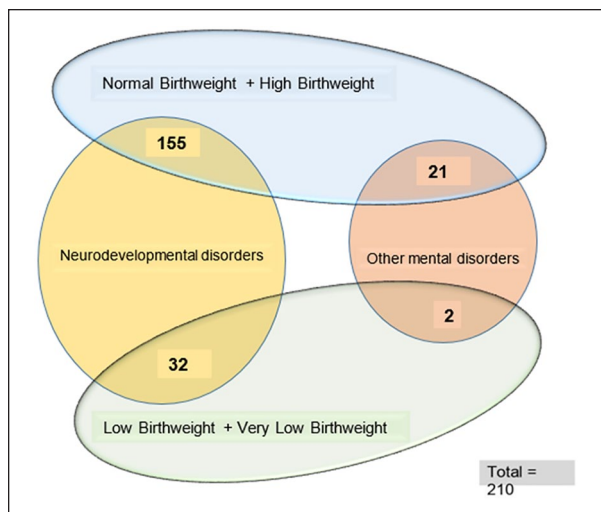 Normal Birthweight + High Birthweight
155
21
Neurodevelopmental disorders
Other mental disorders
2
32
Low Birthweight + Very Low Birthweight
Total =
210